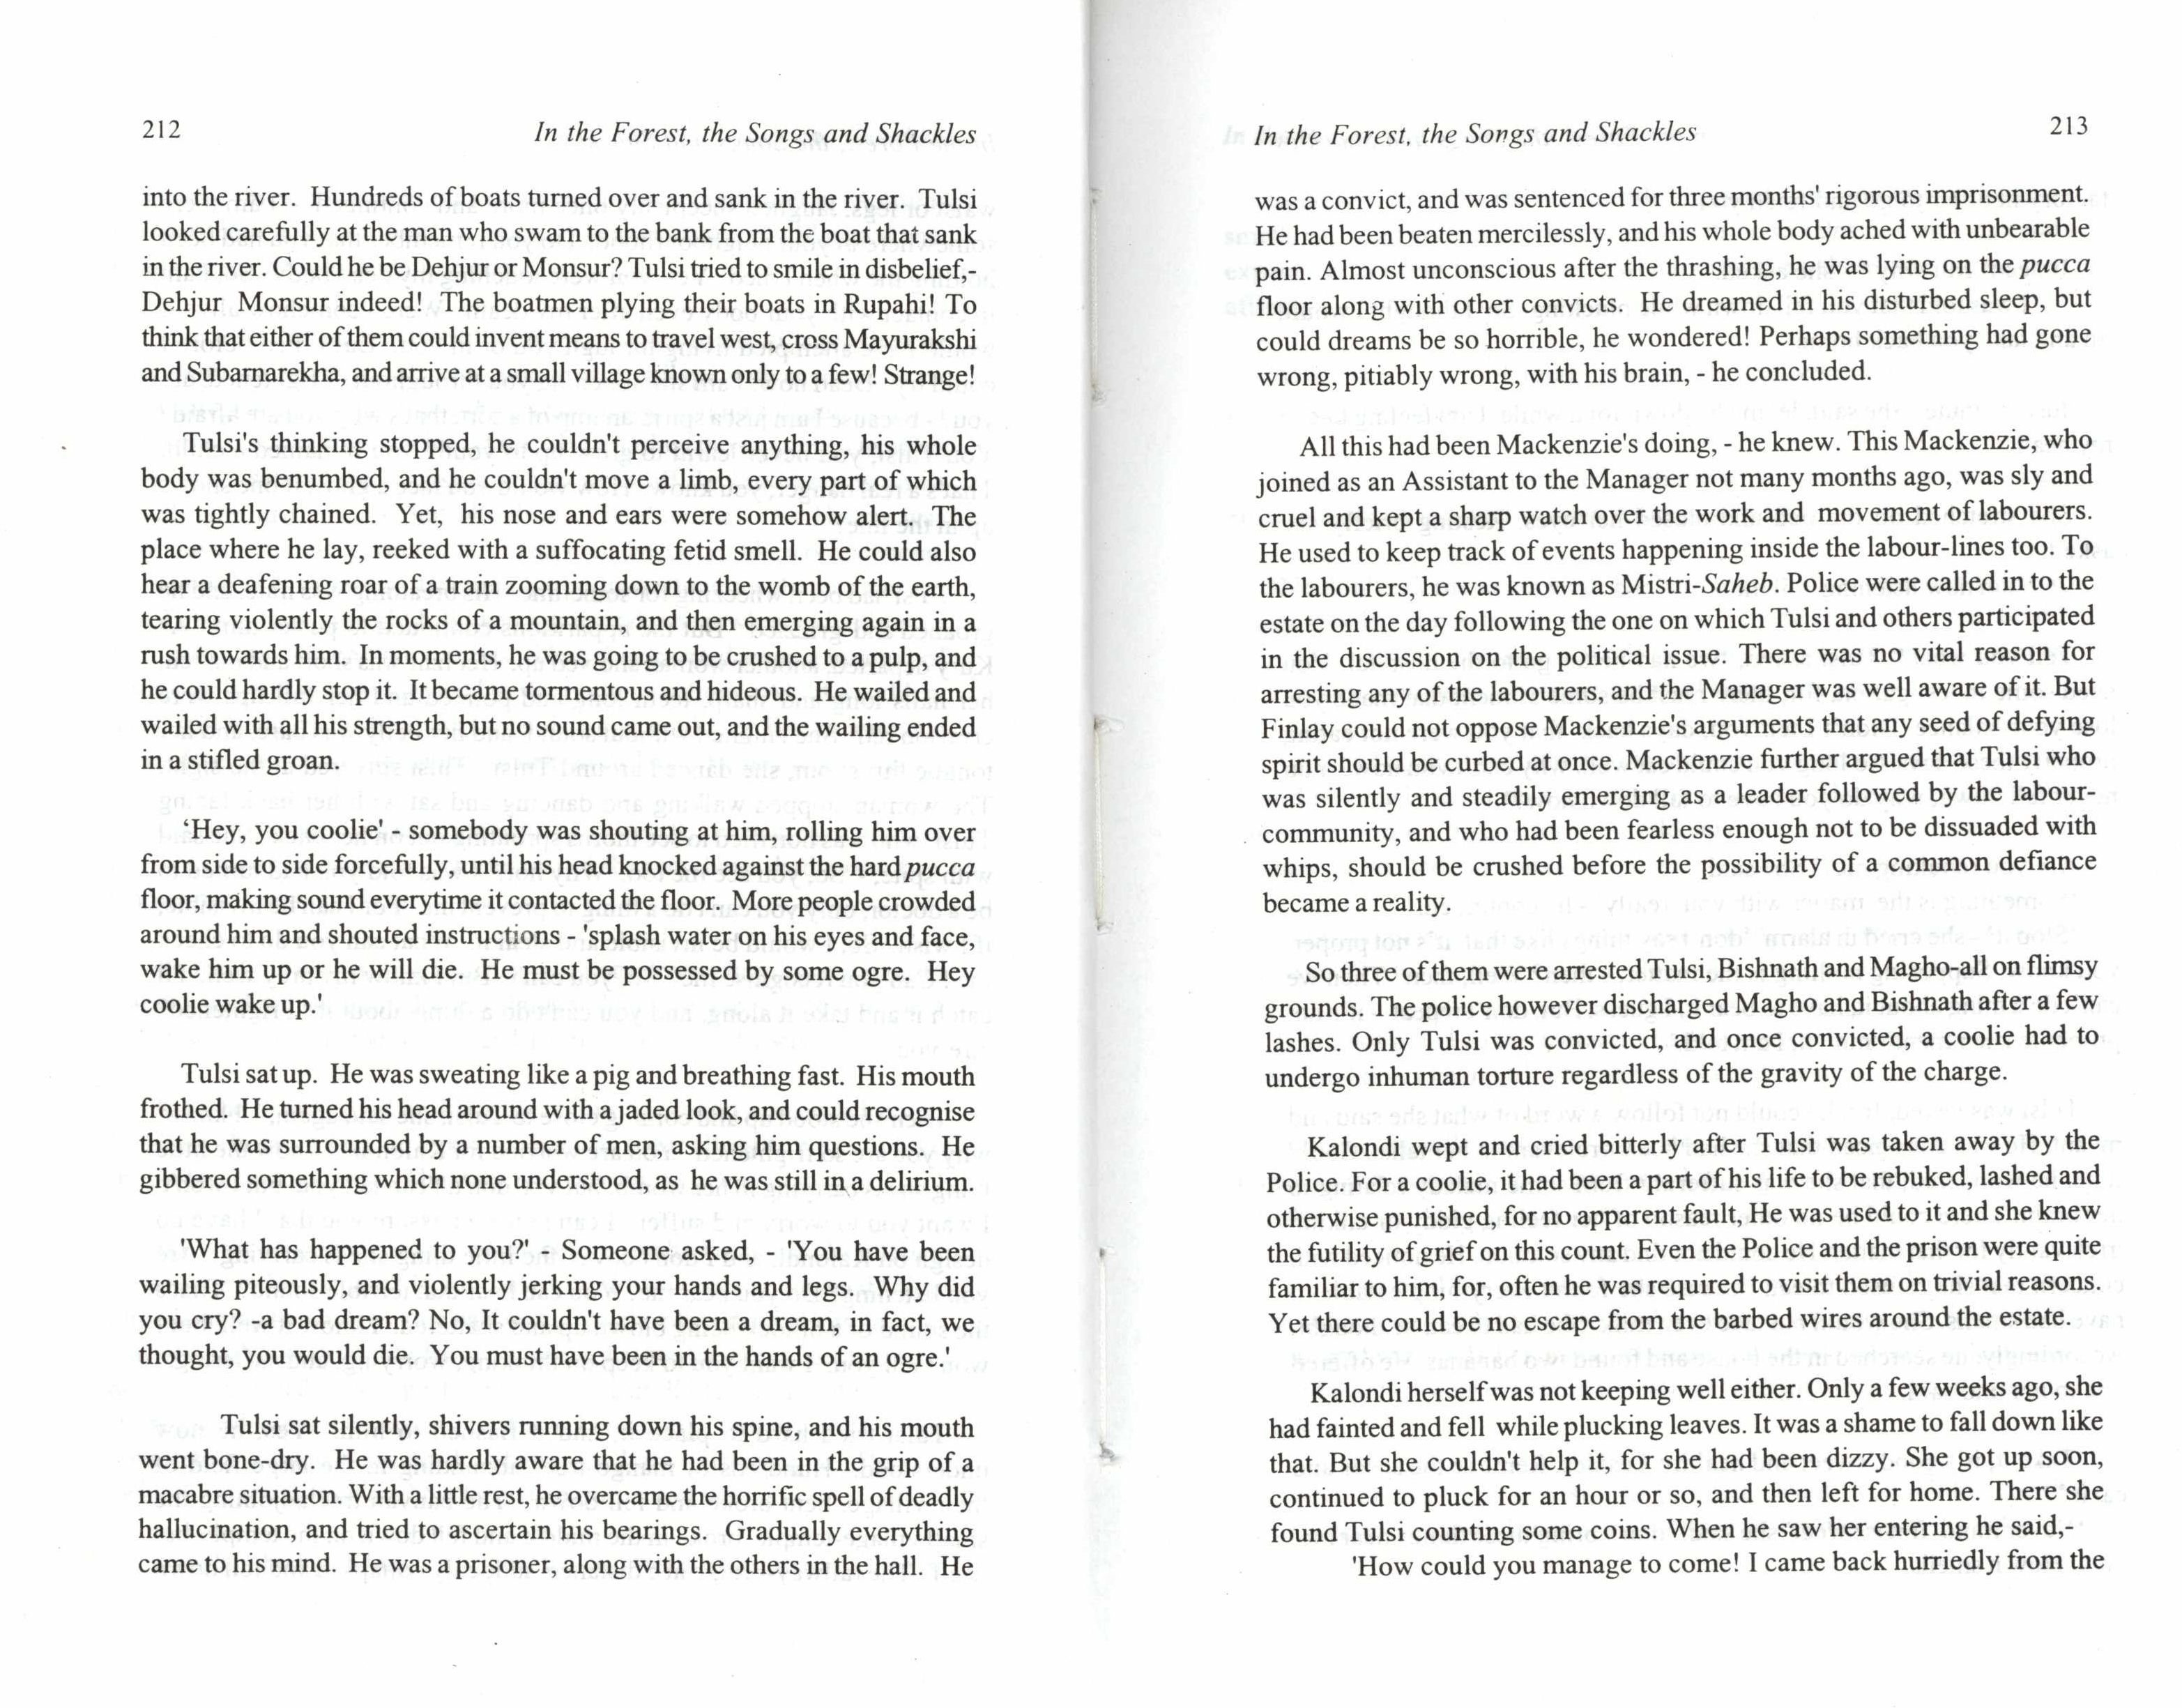 212
In the Forest, the Songs and Shackles
into the river. Hundreds of boats turned over and sank in the river. Tulsi
looked carefully at the man who swam to the bank from the boat that sank
in the river. Could he be Dehjur or Monsur? Tulsi tried to smile in disbelief,-
Dehjur Monsur indeed! The boatmen plying their boats in Rupahi! To
think that either of them could invent means to travel west, cross Mayurakshi
and Subarnarekha, and arrive at a small village known only to a few! Strange!
Tulsi's thinking stopped, he couldn't perceive anything, his whole
body was benumbed, and he couldn't move a limb, every part of which
was tightly chained. Yet, his nose and ears were somehow alert. The
place where he lay, reeked with a suffocating fetid smell. He could also
hear a deafening roar of a train zooming down to the womb of the earth,
tearing violently the rocks of a mountain, and then emerging again in a
rush towards him. In moments, he was going to be crushed to a pulp, and
he could hardly stop it. It became tormentous and hideous. He wailed and
wailed with all his strength, but no sound came out, and the wailing ended
in a stifled groan.
'Hey, you coolie' - somebody was shouting at him, rolling him over
from side to side forcefully, until his head knocked against the hard pucca
floor, making sound everytime it contacted the floor. More people crowded
around him and shouted instructions - 'splash water on his eyes and face,
wake him up or he will die. He must be possessed by some ogre. Hey
coolie wake up.'
Tulsi sat up. He was sweating like a pig and breathing fast. His mouth
frothed. He turned his head around with a jaded look, and could recognise
that he was surrounded by a number of men, asking him questions. He
gibbered something which none understood, as he was still in a delirium.
'What has happened to you?' - Someone asked, - 'You have been
wailing piteously, and violently jerking your hands and legs. Why did
you cry? -a bad dream? No, It couldn't have been a dream, in fact, we
thought, you would die. You must have been in the hands of an ogre.'
Tulsi sat silently, shivers running down his spine, and his mouth
went bone-dry. He was hardly aware that he had been in the grip of a
macabre situation. With a little rest, he overcame the horrific spell of deadly
hallucination, and tried to ascertain his bearings. Gradually everything
came to his mind. He was a prisoner, along with the others in the hall. He
In the Forest, the Songs and Shackles
213
was a convict, and was sentenced for three months' rigorous imprisonment.
He had been beaten mercilessly, and his whole body ached with unbearable
pain. Almost unconscious after the thrashing, he was lying on the pucca
floor along with other convicts. He dreamed in his disturbed sleep, but
could dreams be so horrible, he wondered! Perhaps something had gone
wrong, pitiably wrong, with his brain, - he concluded.
All this had been Mackenzie's doing, - he knew. This Mackenzie, who
joined as an Assistant to the Manager not many months ago, was sly and
cruel and kept a sharp watch over the work and movement of labourers.
He used to keep track of events happening inside the labour-lines too. To
the labourers, he was known as Mistri-Saheb. Police were called in to the
estate on the day following the one on which Tulsi and others participated
in the discussion on the political issue. There was no vital reason for
arresting any of the labourers, and the Manager was well aware of it. But
Finlay could not oppose Mackenzie's arguments that any seed of defying
spirit should be curbed at once. Mackenzie further argued that Tulsi who
was silently and steadily emerging as a leader followed by the labour-
community, and who had been fearless enough not to be dissuaded with
whips, should be crushed before the possibility of a common defiance
became a reality.
So three of them were arrested Tulsi, Bishnath and Magho-all on flimsy
grounds. The police however discharged Magho and Bishnath after a few
lashes. Only Tulsi was convicted, and once convicted, a coolie had to
undergo inhuman torture regardless of the gravity of the charge.
Kalondi wept and cried bitterly after Tulsi was taken away by the
Police. For a coolie, it had been a part of his life to be rebuked, lashed and
otherwise punished, for no apparent fault, He was used to it and she knew
the futility of grief on this count. Even the Police and the prison were quite
familiar to him, for, often he was required to visit them on trivial reasons.
Yet there could be no escape from the barbed wires around the estate.
Kalondi herself was not keeping well either. Only a few weeks ago, she
had fainted and fell while plucking leaves. It was a shame to fall down like
that. But she couldn't help it, for she had been dizzy. She got up soon,
continued to pluck for an hour or so, and then left for home. There she
found Tulsi counting some coins. When he saw her entering he said,-
'How could you manage to come! I came back hurriedly from the